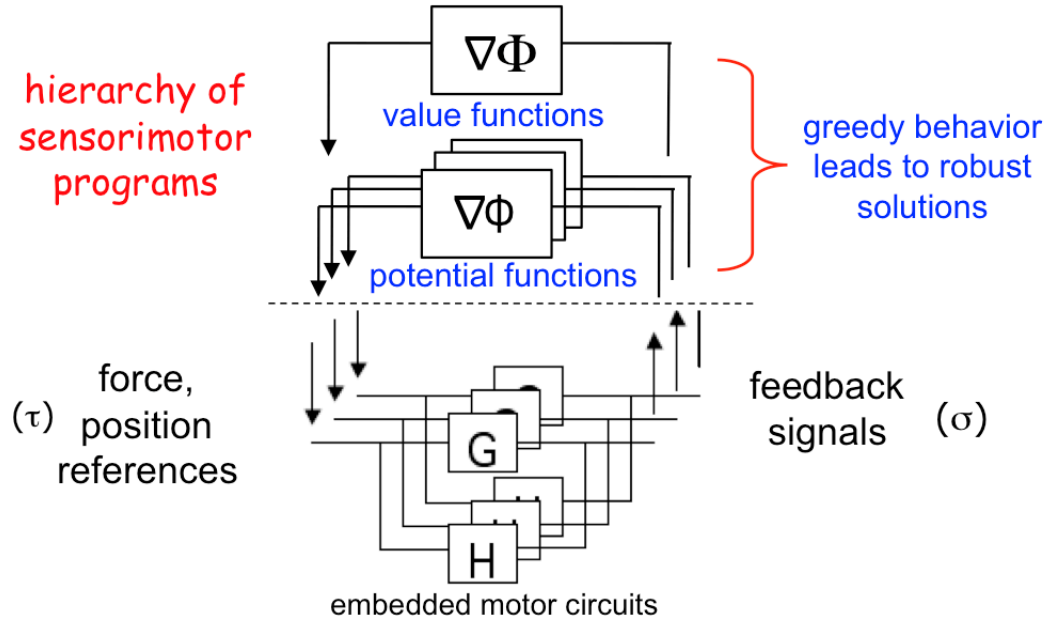 ∇Φ
hierarchy of
sensorimotor
programs
value functions
greedy behavior
leads to robust
solutions
∇ϕ
potential functions
force,
(τ) position
references
feedback
signals (σ)
G
H
embedded motor circuits